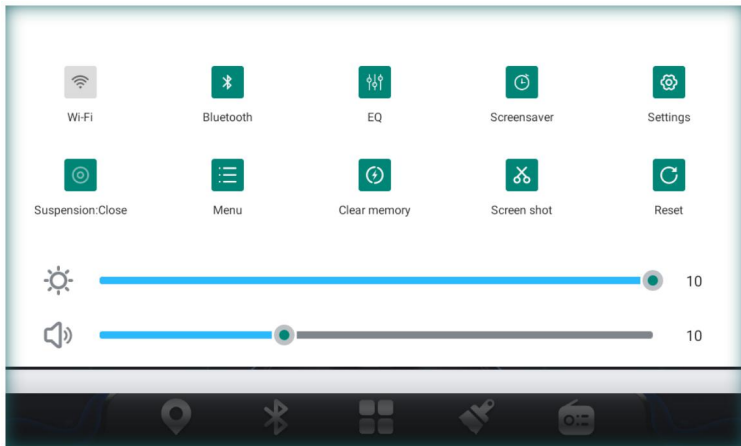 Wi-Fi Bluetooth EQ Screensaver Settings
Suspension:Close Menu Clear memory Screen shot Reset
10
10